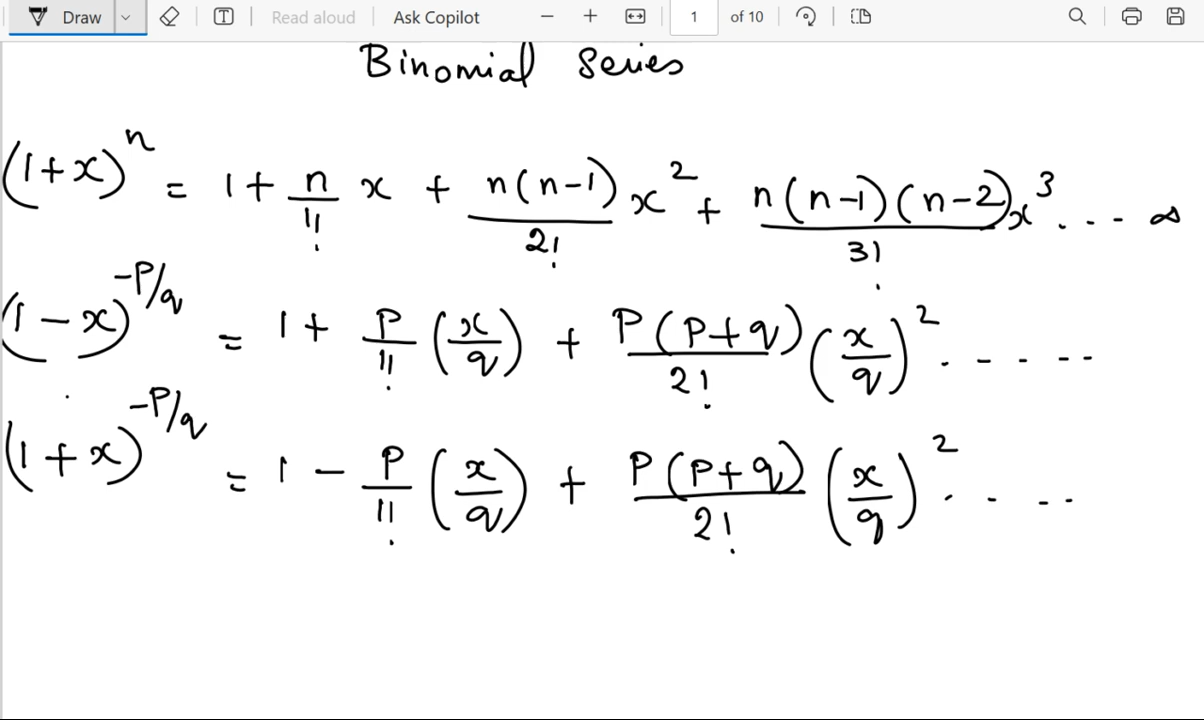 Draw Read aloud Ask Copilot 1 of 10
Binomial Series
(1+x)^n = 1 + n/1! x + n(n-1)/2! x^2 + n(n-1)(n-2)/3! x^3 . - - - ∞
(1-x)^-P/q = 1 + P/1! (x/q) + P(P+q)/2! (x/q)^2 . - - - - -
(1+x)^-P/q = 1 - P/1! (x/q) + P(P+q)/2! (x/q)^2 - . - -